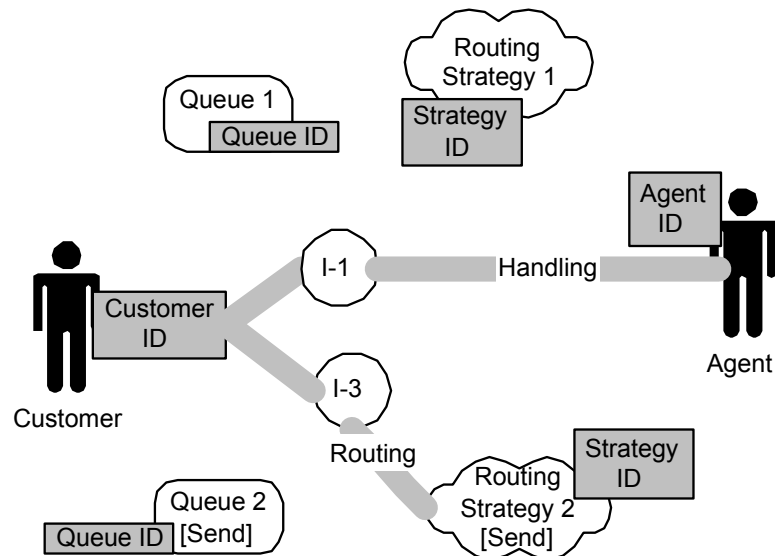 Routing
Strategy 1
Queue 1
Queue ID
Strategy
ID
Agent
ID
I-1
Handling
Customer
ID
Agent
I-3
Customer
Routing
Strategy
ID
Routing
Strategy 2
[Send]
Queue 2
[Send]
Queue ID